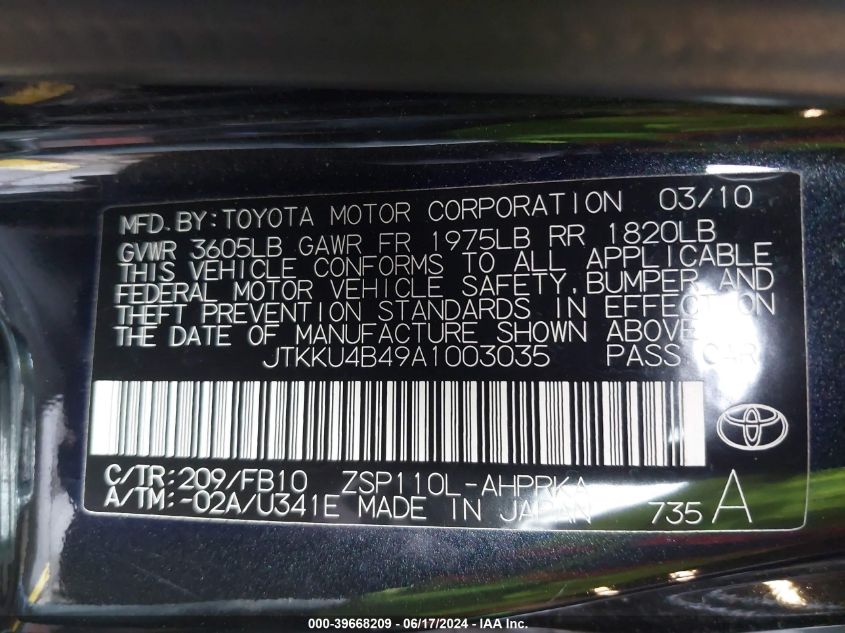 MFD.BY:TOYOTA MOTOR CORPORATION 03/10
GVWR 3605LB GAWR FR 1975LB RR 1820LB
THIS VEHICLE CONFORMS TO ALL APPLICABLE
FEDERAL MOTOR VEHICLE SAFETY, BUMPER AND
THEFT PREVENTION STANDARDS IN EFFECT ON
THE DATE OF MANUFACTURE SHOWN ABOVE.
JTKKU4B49A1003035 PASS CAR
C/TR:209/FB10 ZSP110L-AHPRKA
A/TM:-02A/U341E MADE IN JAPAN 735 A
000-39668209 - 06/17/2024 - IAA Inc.